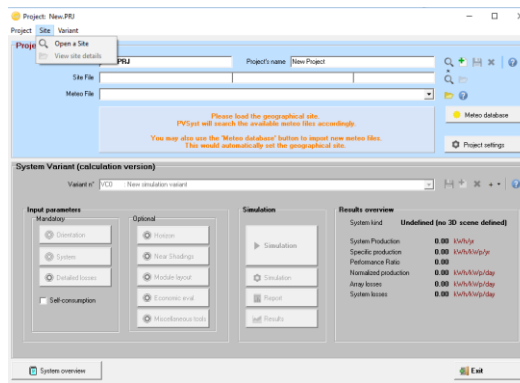 Project: New.PRJ
Project Site Variant
Open a Site
View site details
Proje
.PRJ
Project's name New Project
Site File
Meteo File
Please load the geographical site.
PVSyst will search the available meteo files accordingly.
You may also use the 'Meteo database' button to import new meteo files.
This would automatically set the geographical site.
Meteo database
Project settings
System Variant (calculation version)
Variant n° VC0 : New simulation variant
Input parameters
Mandatory
Orientation
System
Detailed losses
Self-consumption
Optional
Horizon
Near Shadings
Module layout
Economic eval
Miscellaneous tools
Simulation
Simulation
Simulation
Report
Results
Results overview
System kind Undefined (no 3D scene defined)
System Production 0.00 kWh/yr
Specific production 0.00 kWh/kWp/yr
Performance Ratio 0.00
Normalized production 0.00 kWh/kWp/day
Array losses 0.00 kWh/kWp/day
System losses 0.00 kWh/kWp/day
System overview
Exit